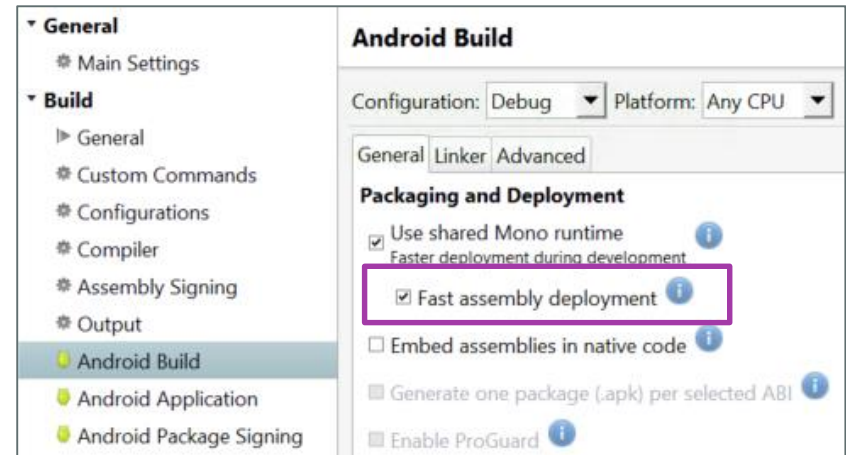 General
Main Settings
Build
General
Custom Commands
Configurations
Compiler
Assembly Signing
Output
Android Build
Android Application
Android Package Signing
Android Build
Configuration: Debug Platform: Any CPU
General Linker Advanced
Packaging and Deployment
Use shared Mono runtime
Faster deployment during development
Fast assembly deployment
Embed assemblies in native code
Generate one package (.apk) per selected ABI
Enable ProGuard